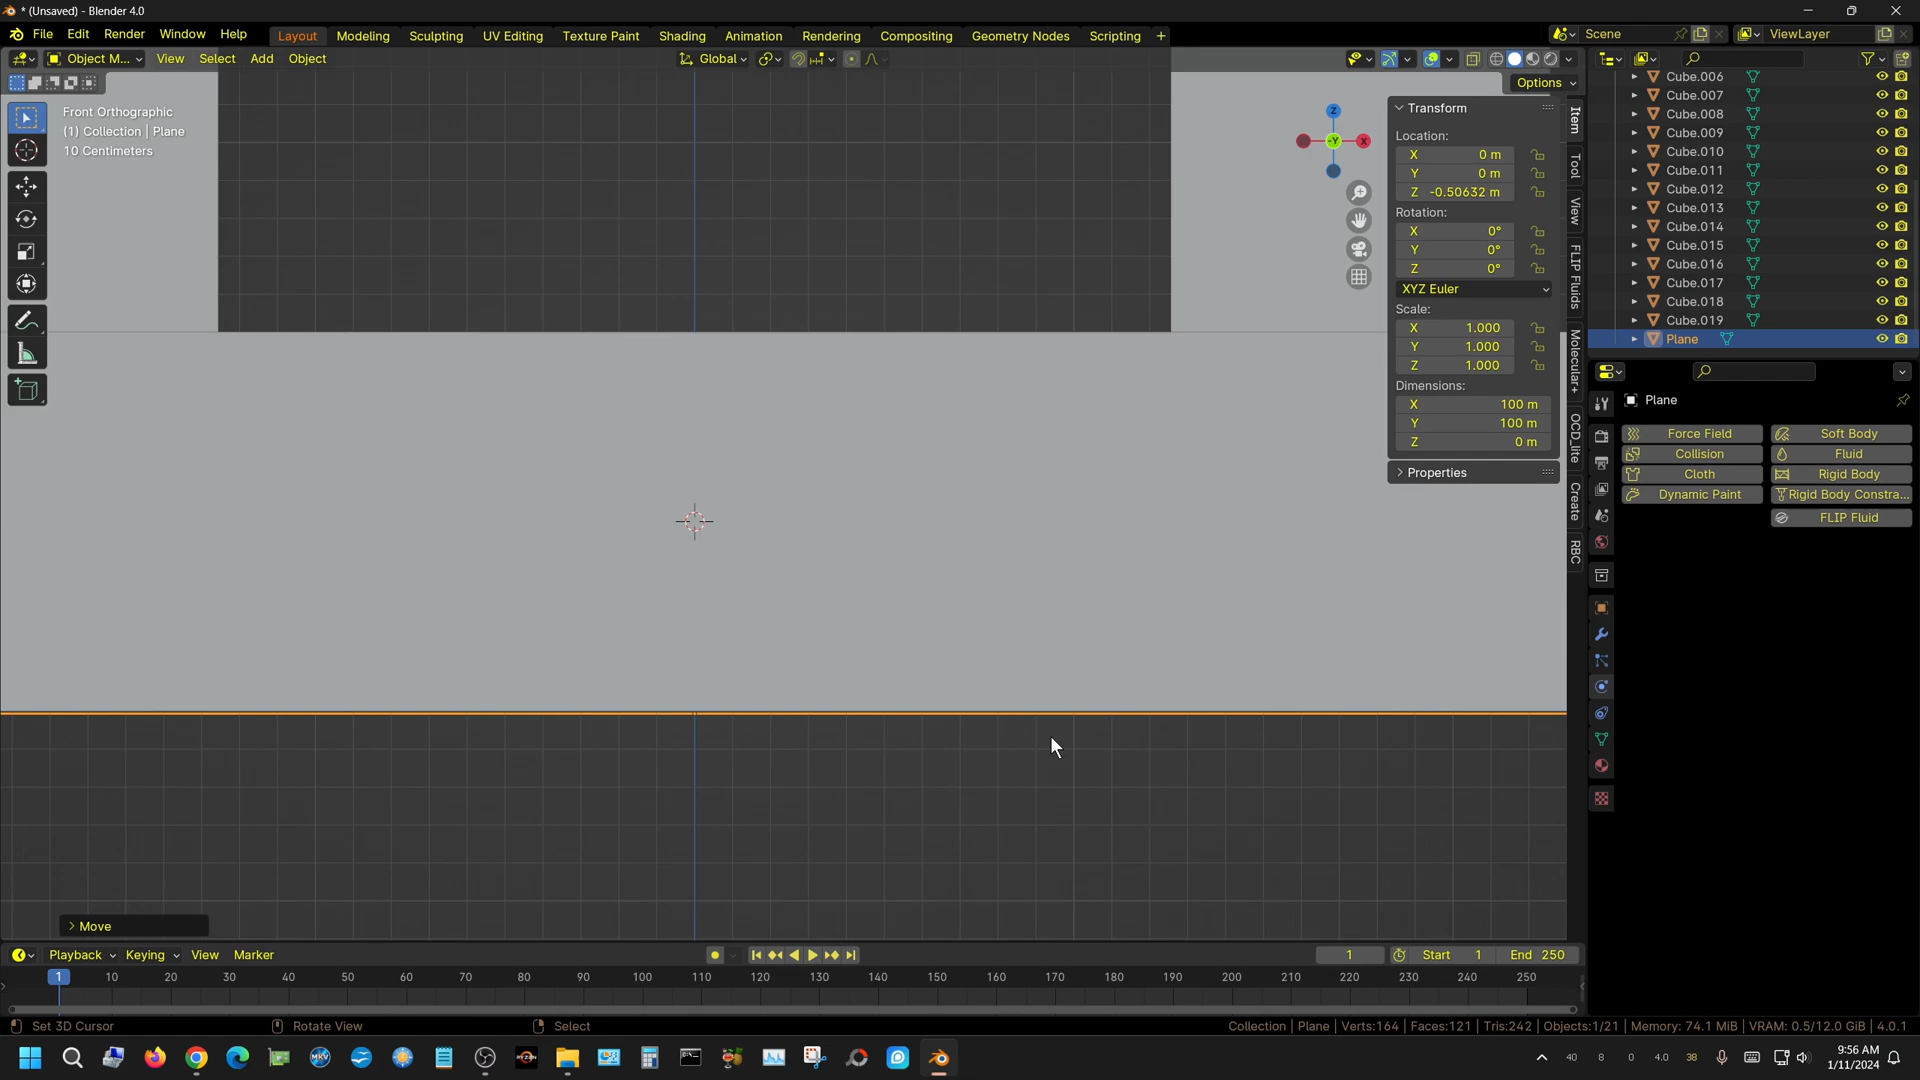 * (Unsaved) - Blender 4.0
File Edit Render Window Help Layout Modeling Sculpting UV Editing Texture Paint Shading Animation Rendering Compositing Geometry Nodes Scripting + Scene ViewLayer
Object M... View Select Add Object Global
Options
Front Orthographic
(1) Collection | Plane
10 Centimeters
Z
Y
X
Transform
Location:
X 0 m
Y 0 m
Z -0.50632 m
Rotation:
X 0°
Y 0°
Z 0°
XYZ Euler
Scale:
X 1.000
Y 1.000
Z 1.000
Dimensions:
X 100 m
Y 100 m
Z 0 m
Properties
Item
Tool
View
FLIP Fluids
Molecular+
OCD_lite
Create
RBC
Cube.006
Cube.007
Cube.008
Cube.009
Cube.010
Cube.011
Cube.012
Cube.013
Cube.014
Cube.015
Cube.016
Cube.017
Cube.018
Cube.019
Plane
Plane
Force Field Soft Body
Collision Fluid
Cloth Rigid Body
Dynamic Paint Rigid Body Constra...
FLIP Fluid
Move
Playback Keying View Marker 1 Start 1 End 250
1 10 20 30 40 50 60 70 80 90 100 110 120 130 140 150 160 170 180 190 200 210 220 230 240 250
Set 3D Cursor Rotate View Select Collection | Plane | Verts:164 | Faces:121 | Tris:242 | Objects:1/21 | Memory: 74.1 MiB | VRAM: 0.5/12.0 GiB | 4.0.1
MKV RYZEN 40 8 0 4.0 38 9:56 AM
1/11/2024